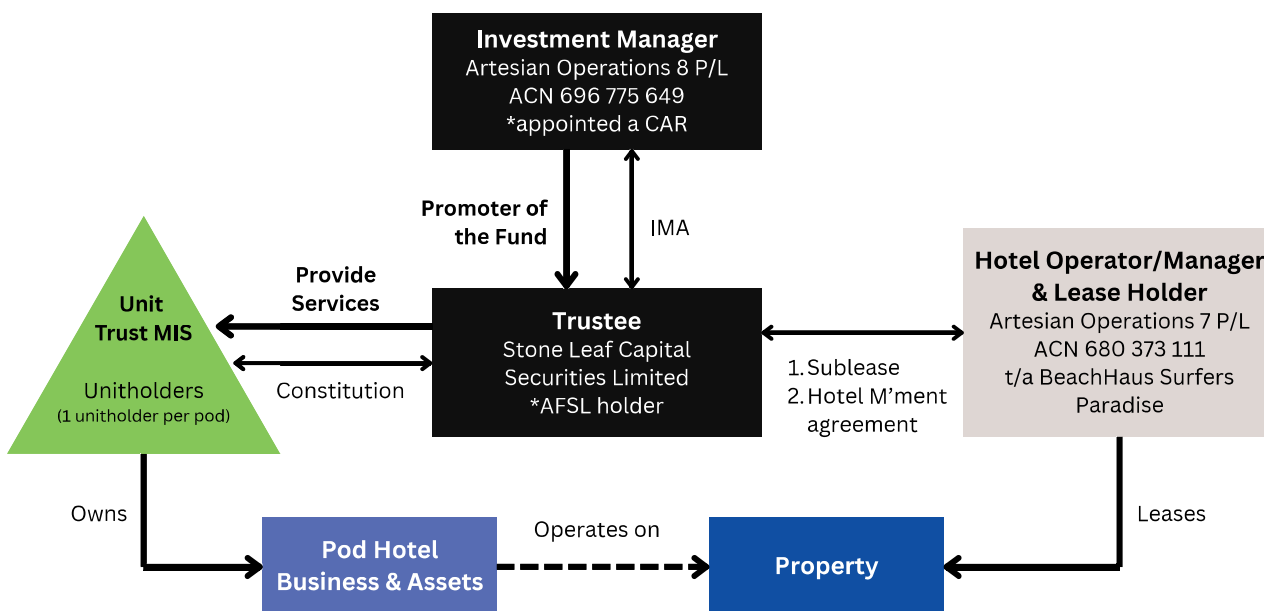 Investment Manager
Artesian Operations 8 P/L
ACN 696 775 649
*appointed a CAR
Promoter of
the Fund
IMA
Hotel Operator/Manager
& Lease Holder
Artesian Operations 7 P/L
ACN 680 373 111
t/a BeachHaus Surfers
Paradise
Provide
Services
Unit
Trust MIS
Unitholders
(1 unitholder per pod)
Constitution
Trustee
Stone Leaf Capital
Securities Limited
*AFSL holder
1. Sublease
2. Hotel M'ment
agreement
Owns
Pod Hotel
Business & Assets
Operates on
Property
Leases